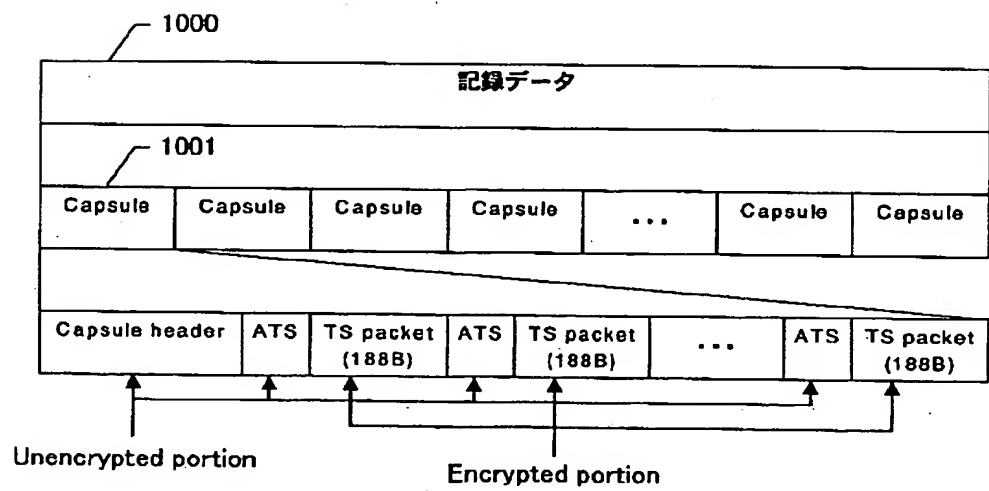 1000
記録データ
1001
Capsule Capsule Capsule Capsule ... Capsule Capsule
Capsule header ATS TS packet ATS TS packet ... ATS TS packet
(188B) (188B) (188B)
Unencrypted portion
Encrypted portion